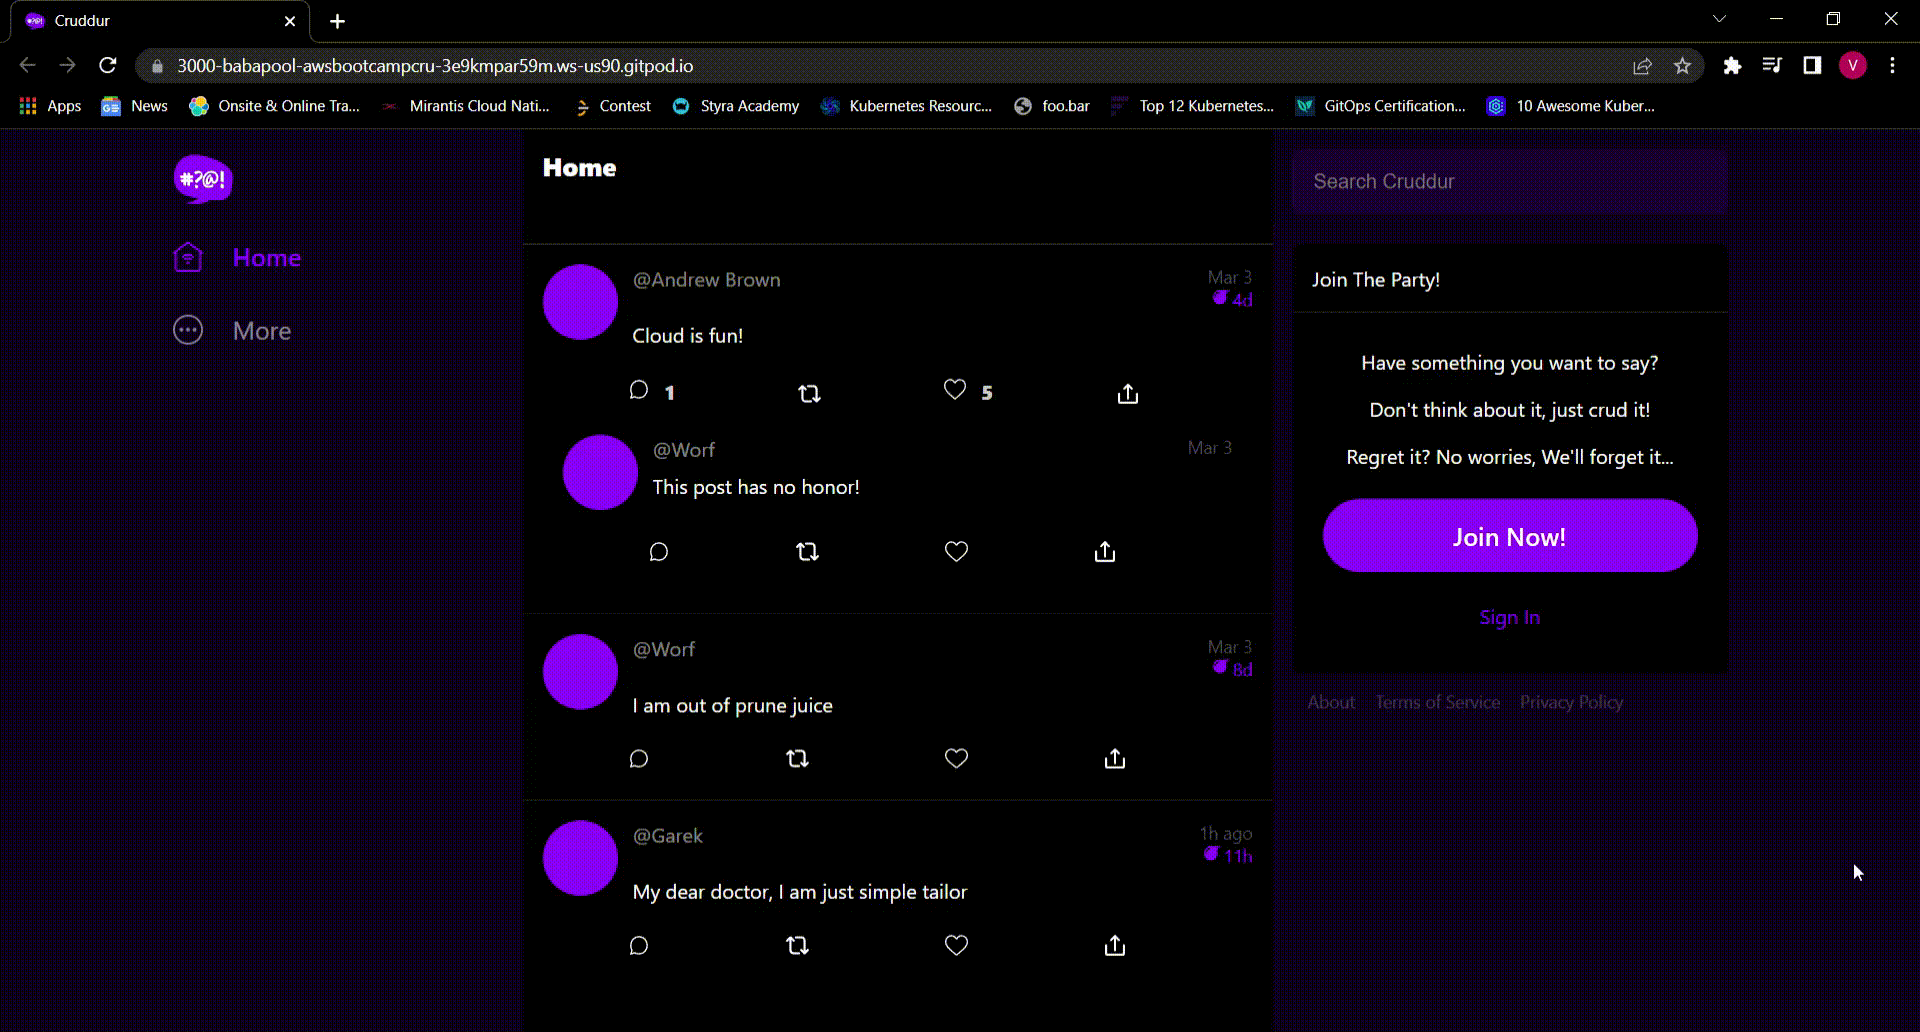 Cruddur
3000-babapool-awsbootcampcru-3e9kmpar59m.ws-us90.gitpod.io
V
Apps
News
Onsite & Online Tra...
Mirantis Cloud Nati...
Contest
Styra Academy
Kubernetes Resourc...
foo.bar
Top 12 Kubernetes...
GitOps Certification...
10 Awesome Kuber...
#?@!
Home
More
Home
@Andrew Brown
Mar 3
4d
Cloud is fun!
1
5
@Worf
Mar 3
This post has no honor!
@Worf
Mar 3
8d
I am out of prune juice
@Garek
1h ago
11h
My dear doctor, I am just simple tailor
Search Cruddur
Join The Party!
Have something you want to say?
Don't think about it, just crud it!
Regret it? No worries, We'll forget it...
Join Now!
Sign In
About Terms of Service Privacy Policy